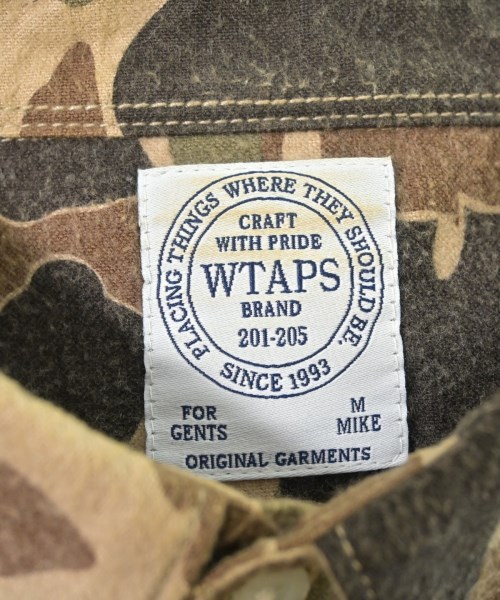 PLACING THINGS WHERE THEY SHOULD BE.
CRAFT
WITH PRIDE
WTAPS
BRAND
201-205
SINCE 1993
FOR
GENTS
M
MIKE
ORIGINAL GARMENTS